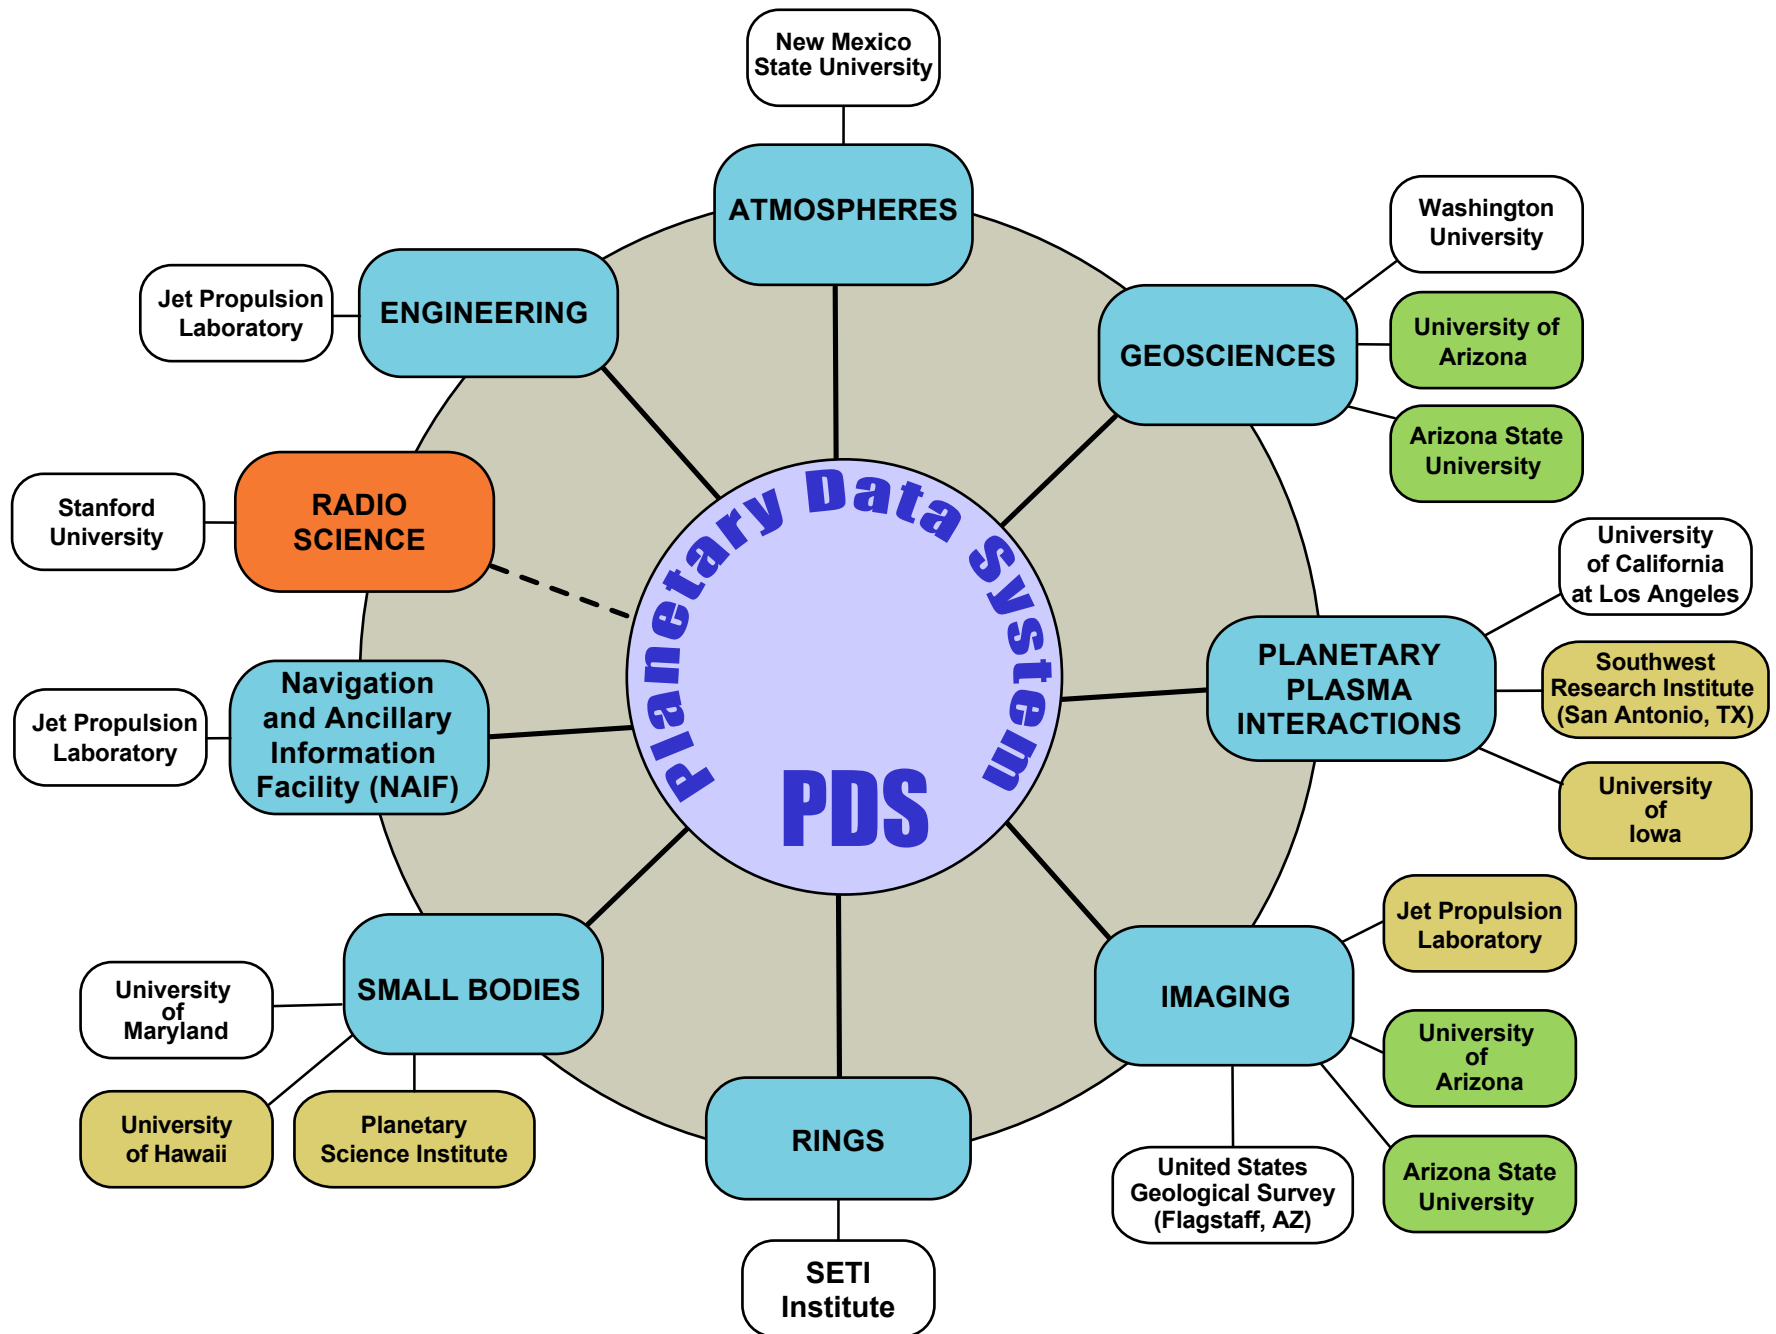 New Mexico
State University
ATMOSPHERES
Washington
University
University of
Arizona
Arizona State
University
GEOSCIENCES
Jet Propulsion
Laboratory
ENGINEERING
Stanford
University
RADIO
SCIENCE
Planetary Data System
PDS
University
of California
at Los Angeles
PLANETARY
PLASMA
INTERACTIONS
Southwest
Research Institute
(San Antonio, TX)
University
of
Iowa
Jet Propulsion
Laboratory
Navigation
and Ancillary
Information
Facility (NAIF)
Jet Propulsion
Laboratory
IMAGING
University
of
Arizona
Arizona State
University
United States
Geological Survey
(Flagstaff, AZ)
SMALL BODIES
University
of
Maryland
University
of Hawaii
Planetary
Science Institute
RINGS
SETI
Institute